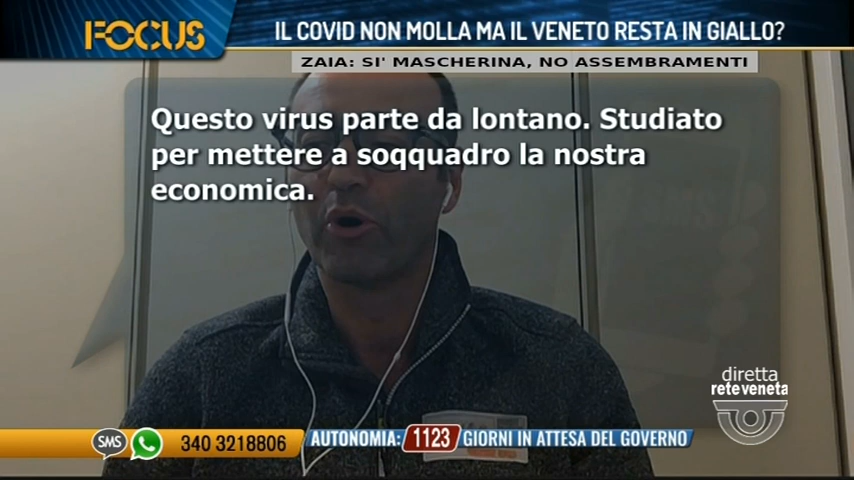 FOCUS
IL COVID NON MOLLA MA IL VENETO RESTA IN GIALLO?
ZAIA: SI' MASCHERINA, NO ASSEMBRAMENTI
Questo virus parte da lontano. Studiato
per mettere a soqquadro la nostra
economica.
SMS
diretta
reteveneta
SMS
340 3218806
AUTONOMIA: 1123 GIORNI IN ATTESA DEL GOVERNO